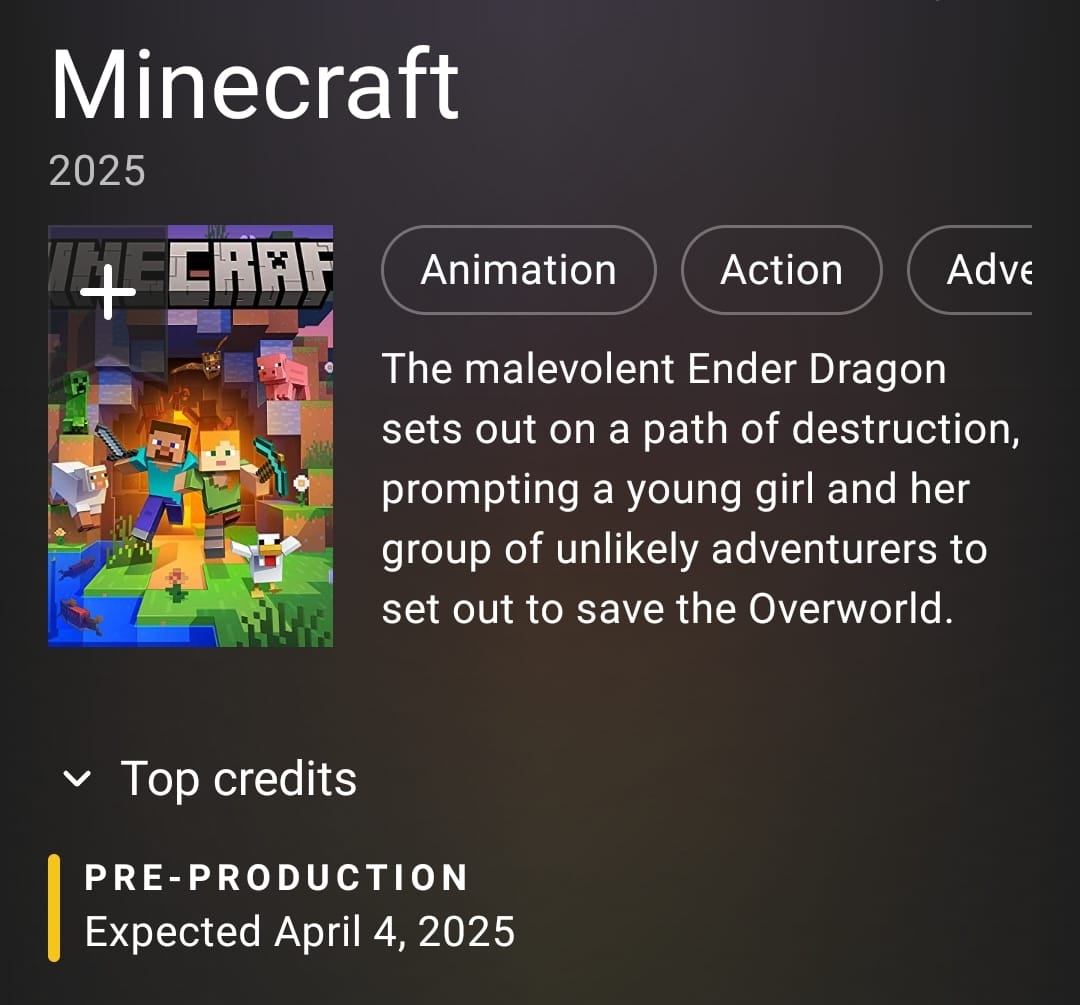 Minecraft
2025
INECRAF
Animation Action Adve
The malevolent Ender Dragon
sets out on a path of destruction,
prompting a young girl and her
group of unlikely adventurers to
set out to save the Overworld.
Top credits
PRE-PRODUCTION
Expected April 4, 2025